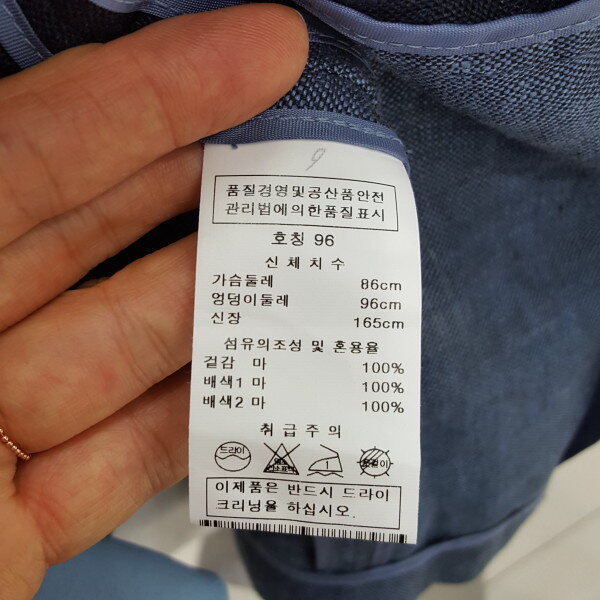 9
품질경영및공산품안전
관리법에의한품질표시
호칭 96
신체치수
가슴둘레 86cm
엉덩이둘레 96cm
신장 165cm
섬유의조성 및 혼용율
겉감 마 100%
배색1 마 100%
배색2 마 100%
취급주의
드라이
1
이제품은 반드시 드라이
크리닝을 하십시오.